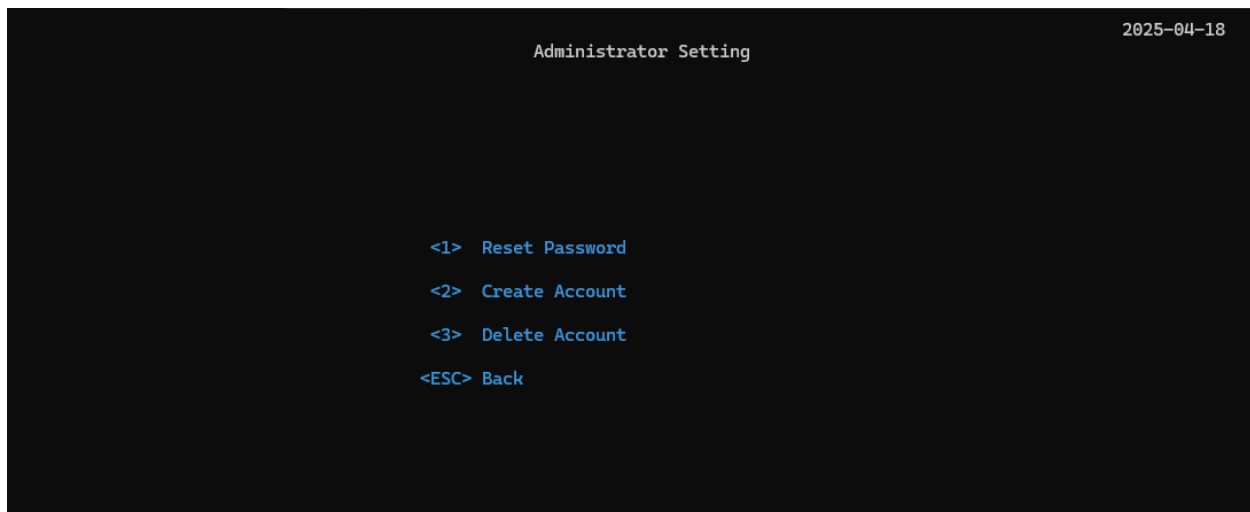 2025-04-18
Administrator Setting
<1> Reset Password
<2> Create Account
<3> Delete Account
<ESC> Back